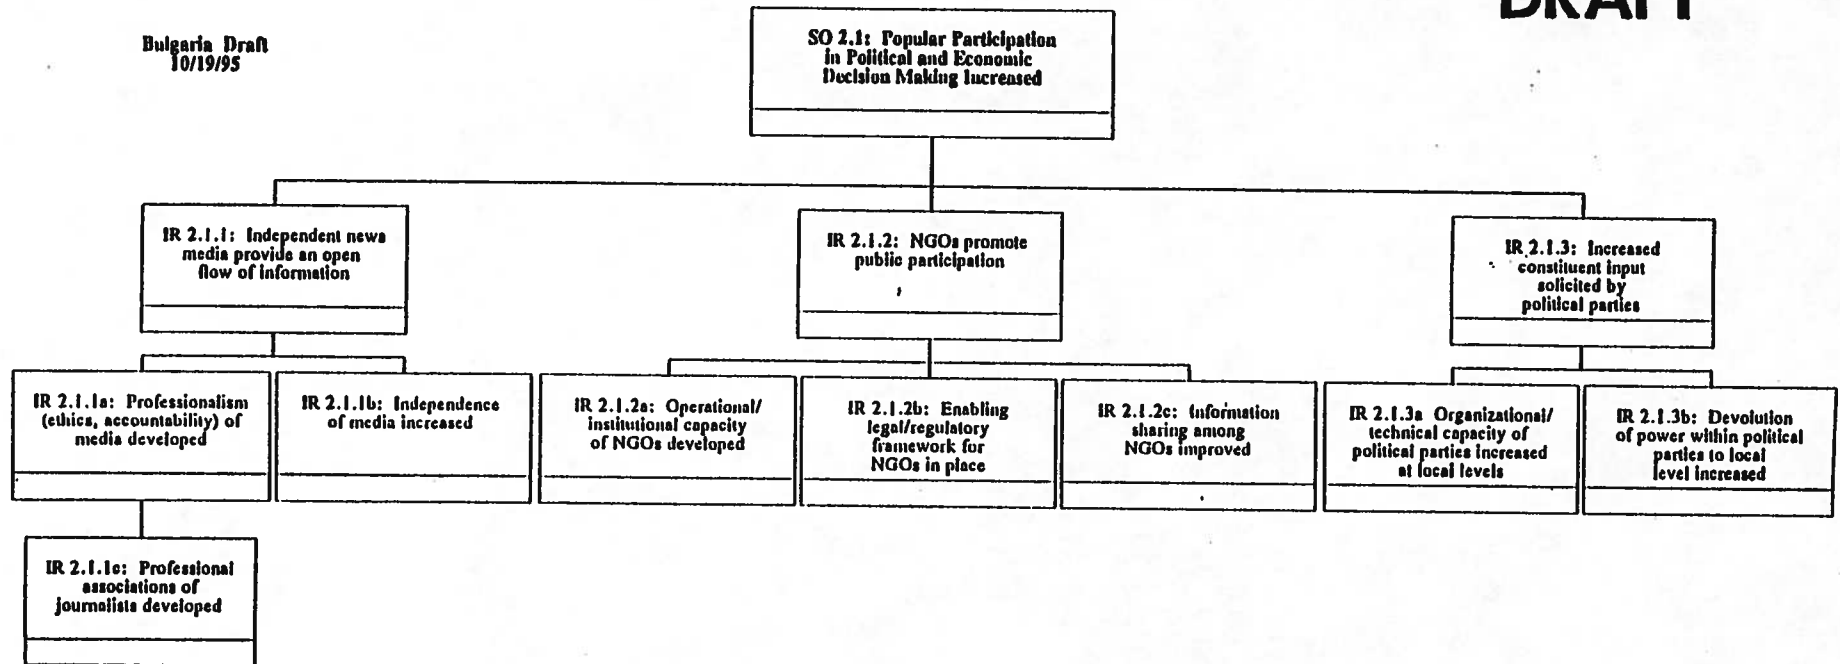 DRAFT
Bulgaria Draft
10/19/95
SO 2.1: Popular Participation
in Political and Economic
Decision Making Increased
IR 2.1.1: Independent news
media provide an open
flow of information
IR 2.1.2: NGOs promote
public participation
IR 2.1.3: Increased
constituent input
solicited by
political parties
IR 2.1.1a: Professionalism
(ethics, accountability) of
media developed
IR 2.1.1b: Independence
of media increased
IR 2.1.2a: Operational/
institutional capacity
of NGOs developed
IR 2.1.2b: Enabling
legal/regulatory
framework for
NGOs in place
IR 2.1.2c: Information
sharing among
NGOs improved
IR 2.1.3a Organizational/
technical capacity of
political parties increased
at local levels
IR 2.1.3b: Devolution
of power within political
parties to local
level increased
IR 2.1.1c: Professional
associations of
journalists developed